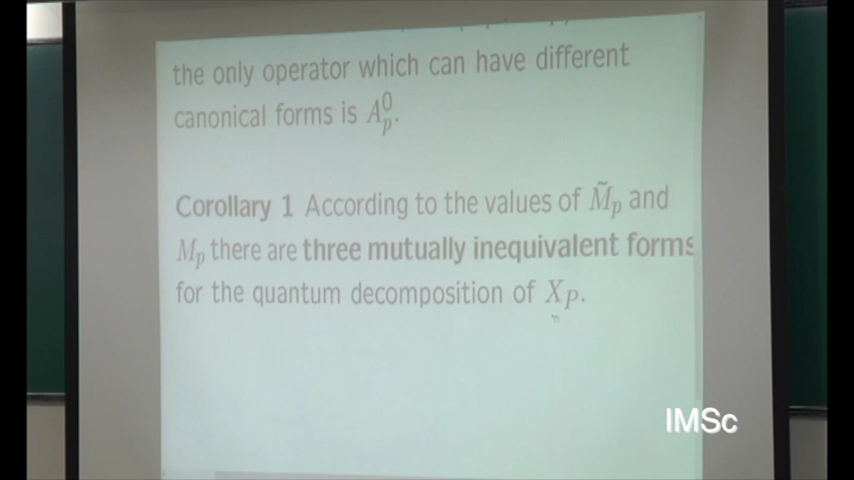 the only operator which can have different
canonical forms is $A_p^0$.
Corollary 1 According to the values of $\tilde{M}_p$ and
$M_p$ there are three mutually inequivalent forms
for the quantum decomposition of $X_P$.
IMSc